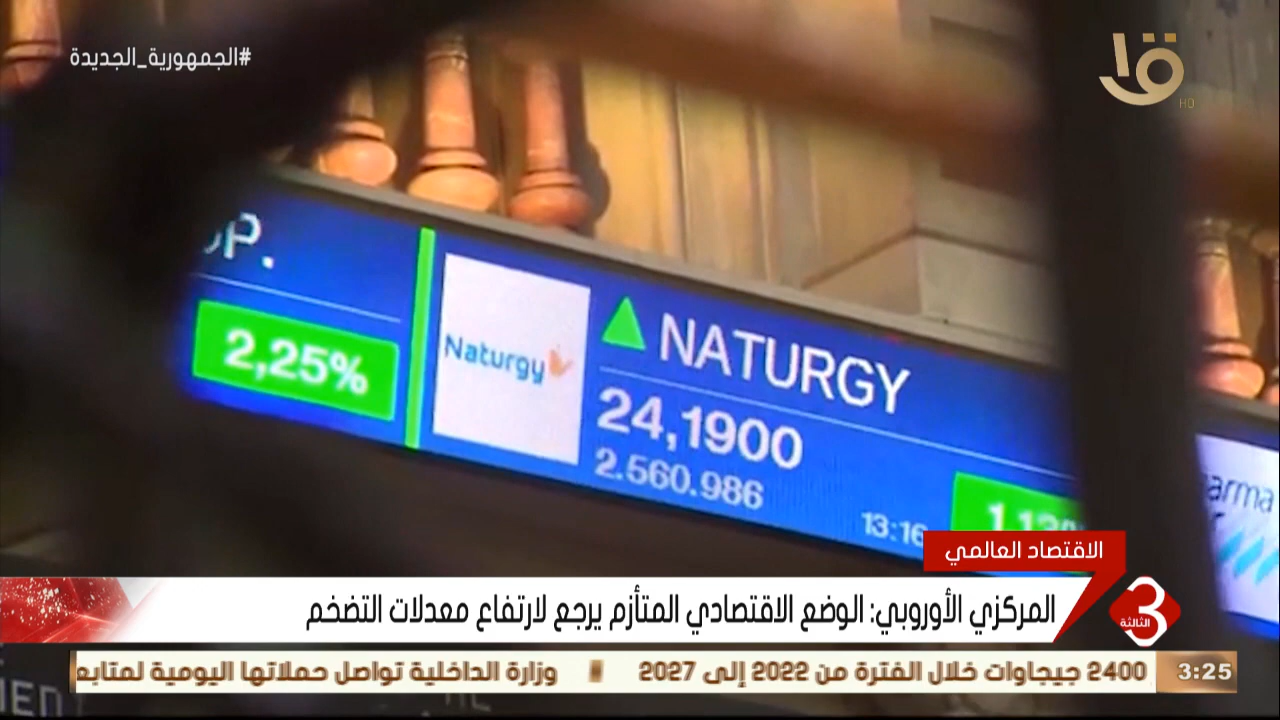 #الجمهورية_الجديدة
HD
P.
2,25%
Naturgy
NATURGY
24,1900
2.560.986
13:16
الاقتصاد العالمي
المركزي الأوروبي: الوضع الاقتصادي المتأزم يرجع لارتفاع معدلات التضخم
3
الثالثة
2400 جيجاوات خلال الفترة من 2022 إلى 2027
وزارة الداخلية تواصل حملاتها اليومية
3:25